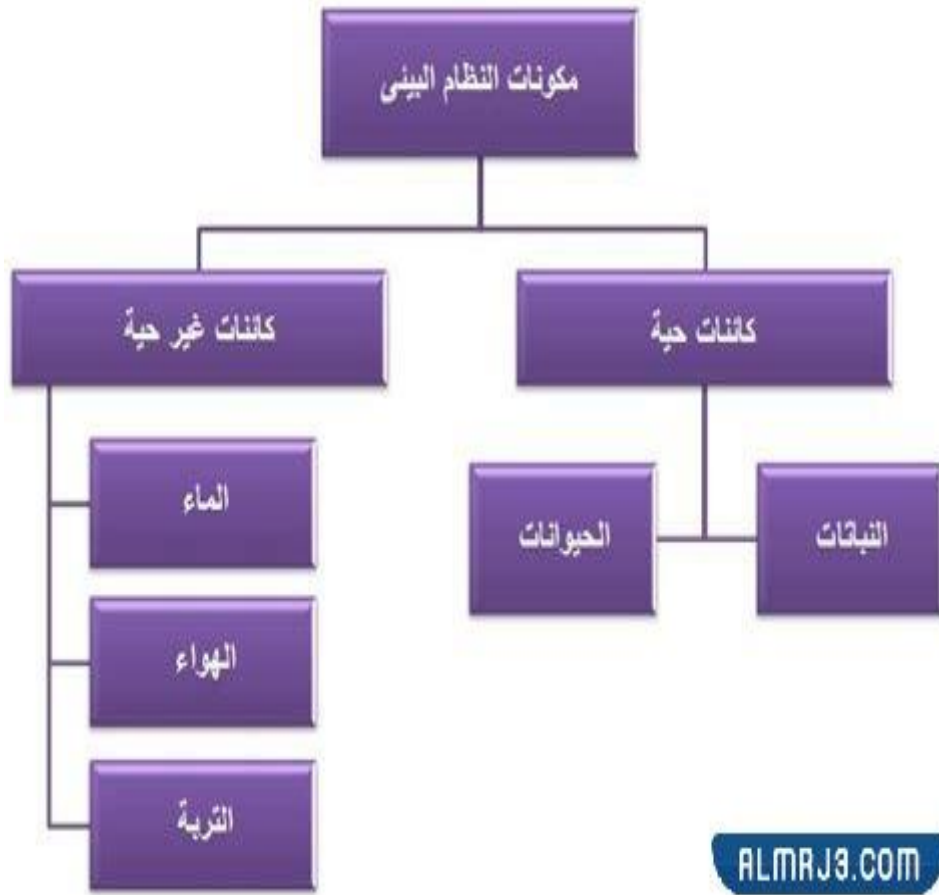 مكونات النظام البيئى
كائنات حية
كائنات غير حية
النباتات
الحيوانات
الماء
الهواء
التربة
ALMRJ3.COM